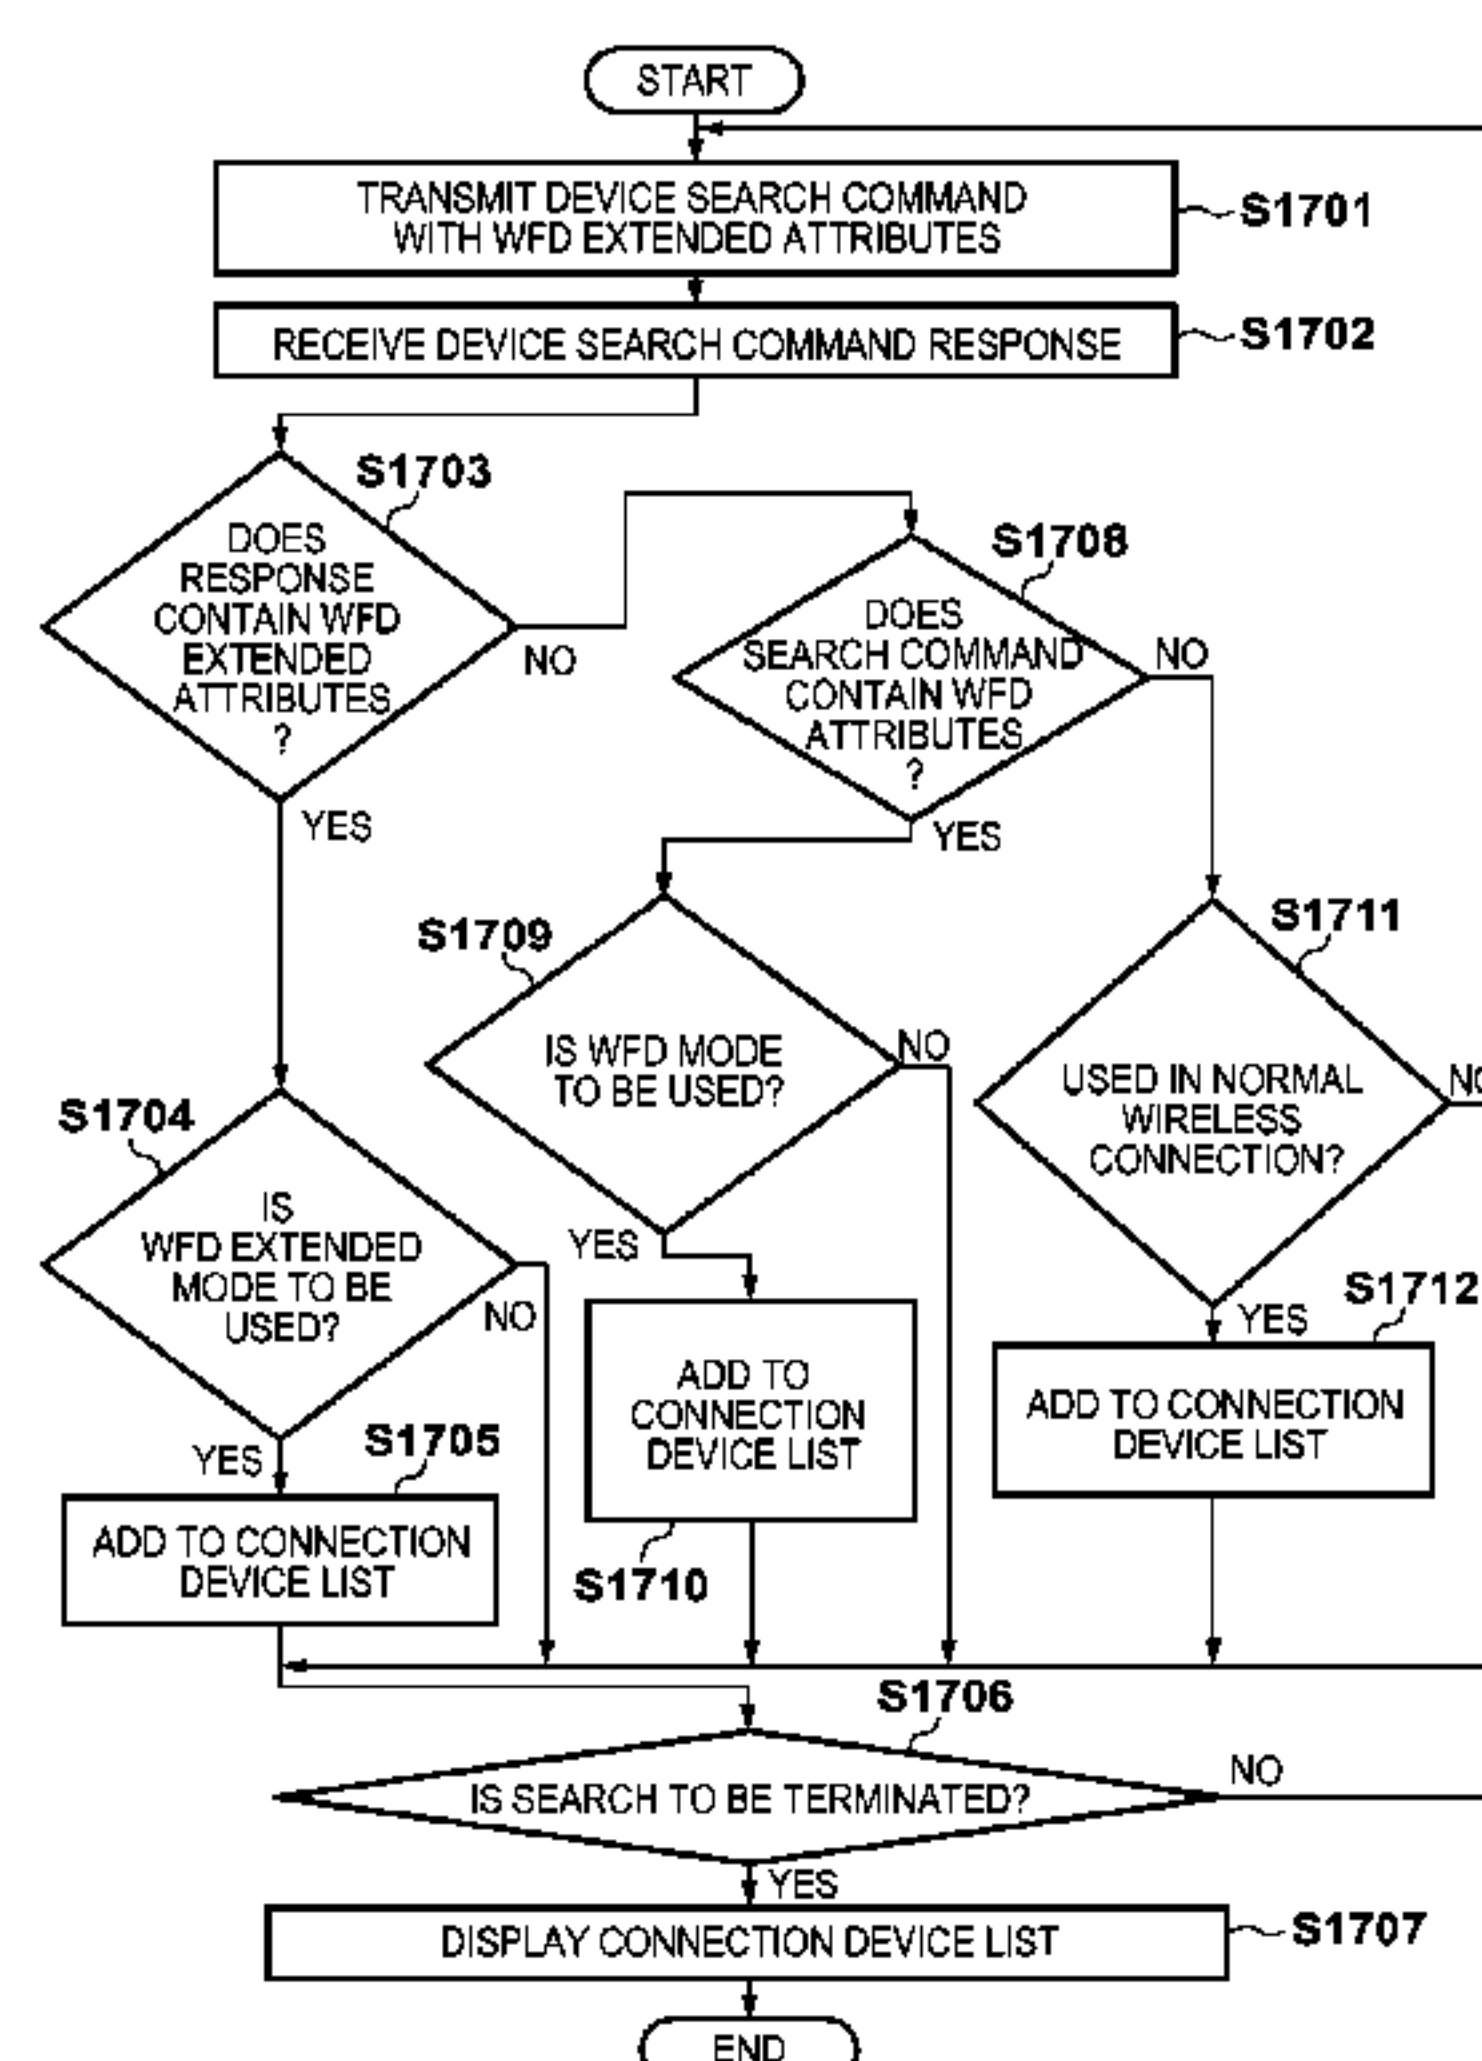 START
TRANSMIT DEVICE SEARCH COMMAND
WITH WFD EXTENDED ATTRIBUTES
S1701
RECEIVE DEVICE SEARCH COMMAND RESPONSE
S1702
S1703
DOES
RESPONSE
CONTAIN WFD
EXTENDED
ATTRIBUTES
?
NO
YES
S1708
DOES
SEARCH COMMAND
CONTAIN WFD
ATTRIBUTES
?
NO
YES
S1709
IS WFD MODE
TO BE USED?
NO
YES
S1711
USED IN NORMAL
WIRELESS
CONNECTION?
NO
YES
S1704
IS
WFD EXTENDED
MODE TO BE
USED?
NO
YES
S1705
ADD TO CONNECTION
DEVICE LIST
ADD TO
CONNECTION
DEVICE LIST
S1710
S1712
ADD TO CONNECTION
DEVICE LIST
S1706
IS SEARCH TO BE TERMINATED?
NO
YES
DISPLAY CONNECTION DEVICE LIST
S1707
END